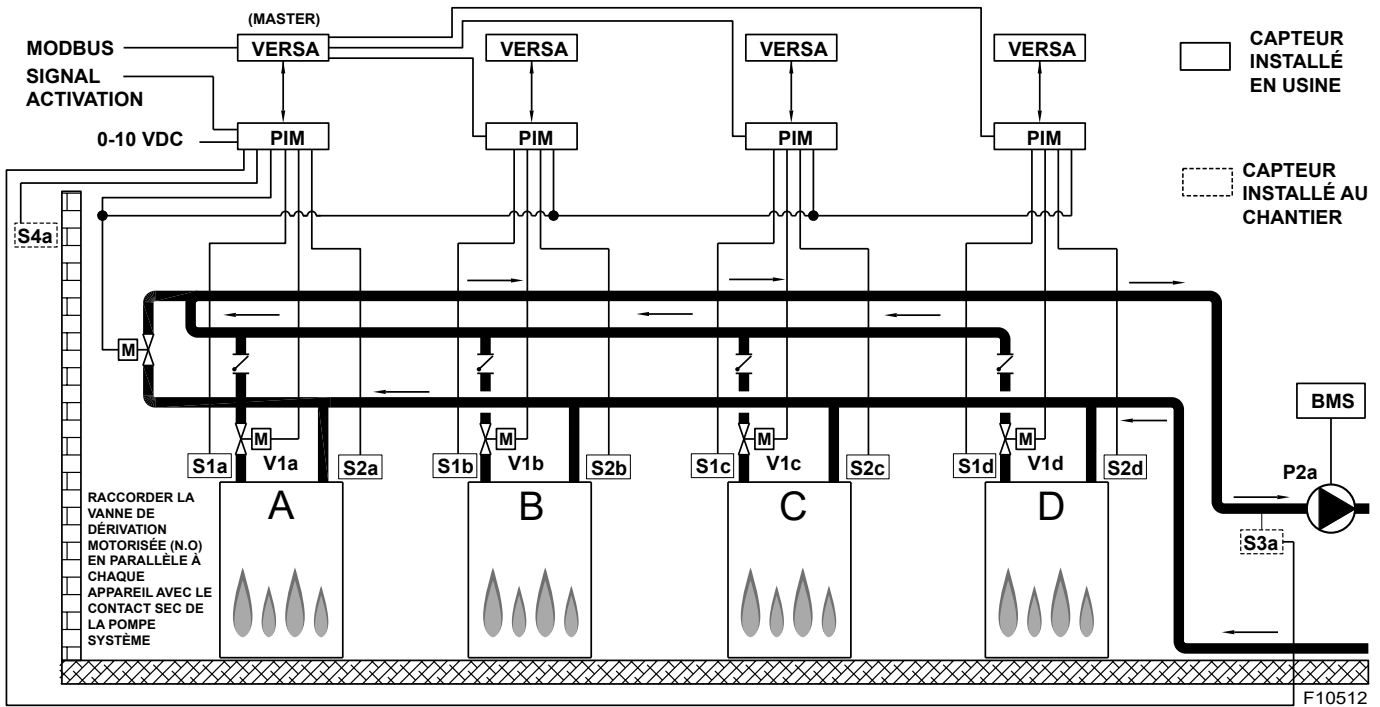 (MASTER)
MODBUS
VERSA
VERSA
VERSA
VERSA
SIGNAL
ACTIVATION
0-10 VDC
PIM
PIM
PIM
PIM
CAPTEUR
INSTALLÉ
EN USINE
CAPTEUR
INSTALLÉ AU
CHANTIER
S4a
M
BMS
M
M
M
M
S1a
V1a
S2a
S1b
V1b
S2b
S1c
V1c
S2c
S1d
V1d
S2d
P2a
S3a
A
B
C
D
RACCORDER LA
VANNE DE
DÉRIVATION
MOTORISÉE (N.O)
EN PARALLÈLE À
CHAQUE
APPAREIL AVEC LE
CONTACT SEC DE
LA POMPE
SYSTÈME
F10512